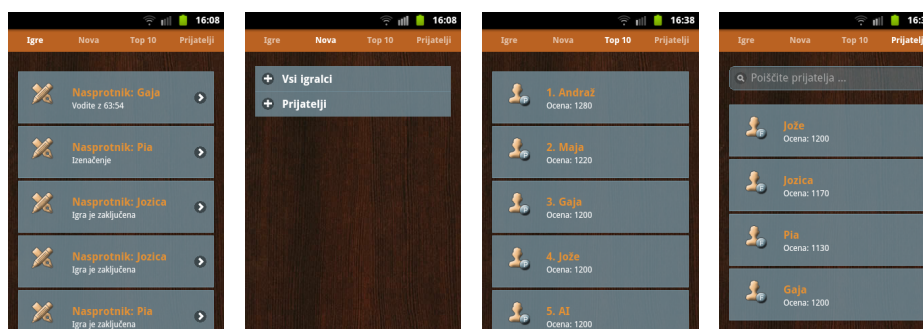 16:08
Igre Nova Top 10 Prijatelji
Nasprotnik: Gaja
Vodite z 63:54
Nasprotnik: Pia
Izenačenje
Nasprotnik: Jozica
Igra je zaključena
Nasprotnik: Jozica
Igra je zaključena
Nasprotnik: Pia
Igra je zaključena
16:08
Igre Nova Top 10 Prijatelji
Vsi igralci
Prijatelji
16:38
Igre Nova Top 10 Prijatelji
1. Andraž
Ocena: 1280
2. Maja
Ocena: 1220
3. Gaja
Ocena: 1200
4. Jože
Ocena: 1200
5. AI
Ocena: 1200
Igre Nova Top 10
Poiščite prijatelja ...
Jože
Ocena: 1200
Jozica
Ocena: 1170
Pia
Ocena: 1130
Gaja
Ocena: 1200